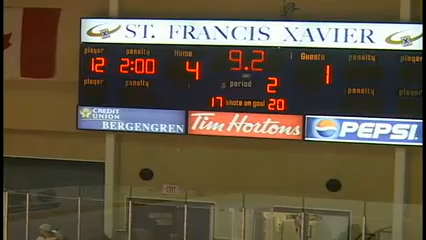 ST. FRANCIS XAVIER
player penalty Home 9.2 Guests player penalty
12 2:00 4 1
player penalty period 2 penalty player
17 shots on goal 20
CREDIT UNION
BERGENGREN
Tim Hortons
PEPSI
EXIT